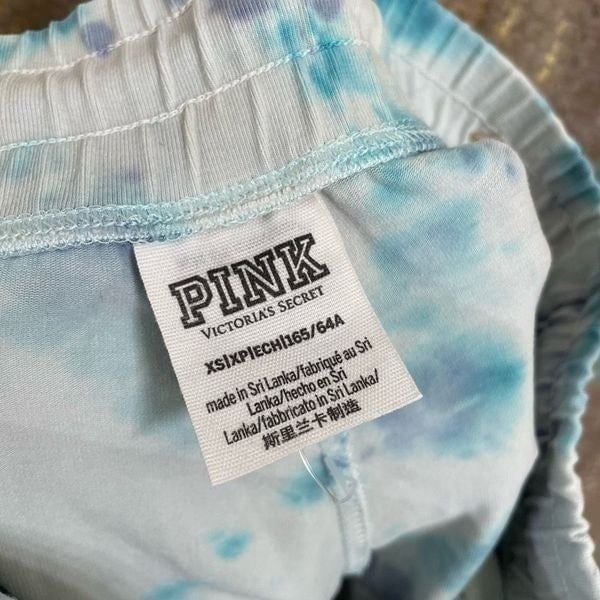 PINK
VICTORIA'S SECRET
XS|XP|ECH|165/64A
made in Sri Lanka/fabriqué au Sri
Lanka/hecho en Sri
Lanka/fabbricato in Sri Lanka/
斯里兰卡制造